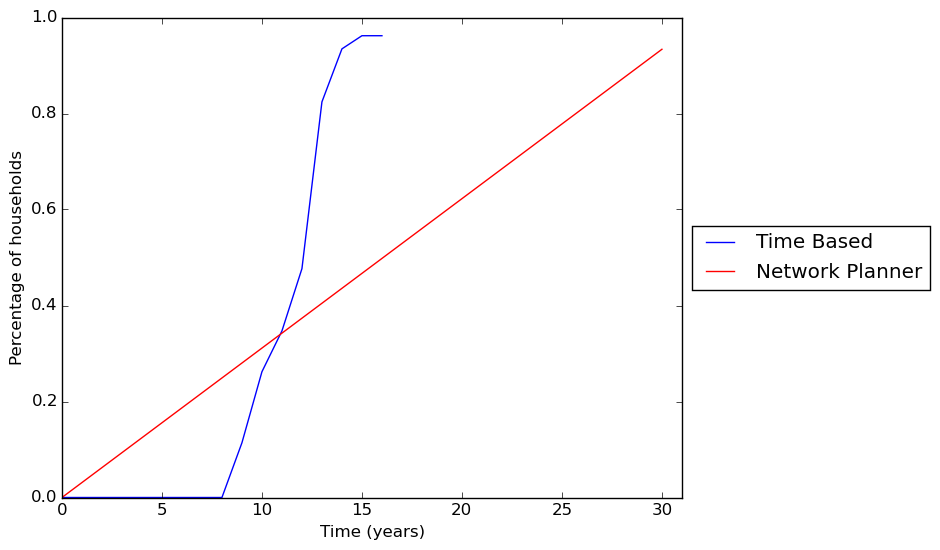 1.0
0.8
0.6
0.4
0.2
0.0
Percentage of households
0 5 10 15 20 25 30
Time (years)
Time Based
Network Planner